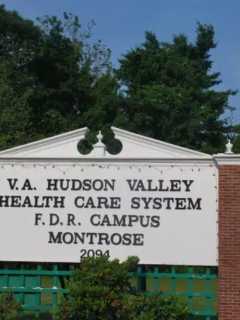 V.A. HUDSON VALLEY
HEALTH CARE SYSTEM
F.D.R. CAMPUS
MONTROSE
2094